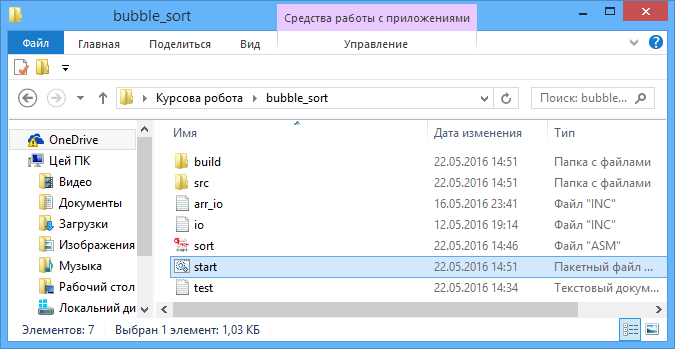 bubble_sort
Средства работы с приложениями
Файл
Главная
Поделиться
Вид
Управление
Курсова робота
bubble_sort
Поиск: bubble...
Имя
Дата изменения
Тип
OneDrive
Цей ПК
Видео
Документы
Загрузки
Изображения
Музыка
Рабочий стол
Локальний ди
build 22.05.2016 14:51 Папка с файлами
src 22.05.2016 14:51 Папка с файлами
arr_io 16.05.2016 23:41 Файл "INC"
io 12.05.2016 19:14 Файл "INC"
sort 22.05.2016 14:46 Файл "ASM"
start 22.05.2016 14:51 Пакетный файл ...
test 22.05.2016 14:34 Текстовый докум...
Элементов: 7
Выбран 1 элемент: 1,03 КБ